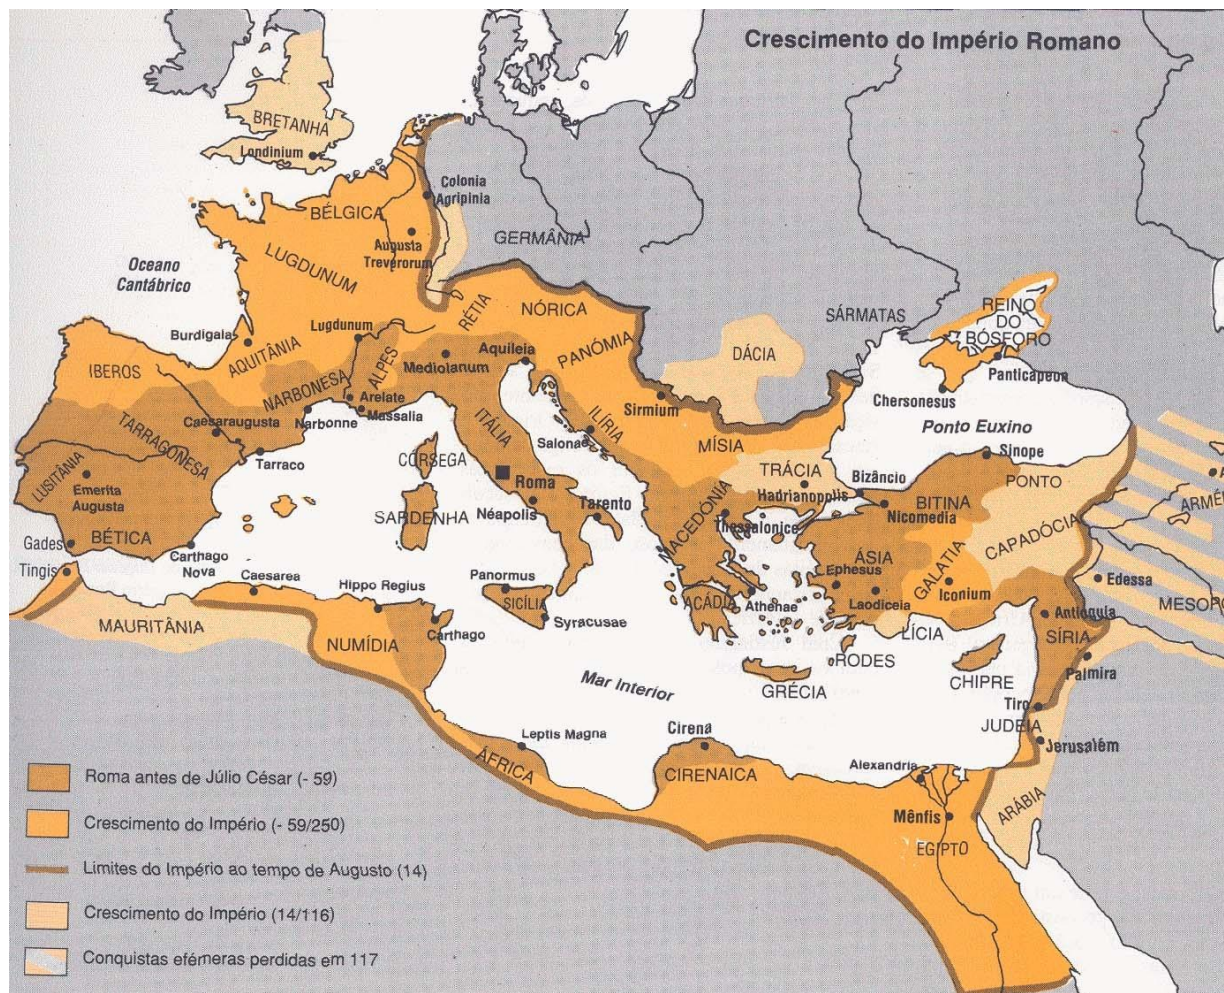 Crescimento do Império Romano
BRETANHA
Londinium
Colonia
Agripinia
BÉLGICA
GERMÂNIA
Augusta
Treverorum
LUGDUNUM
Oceano
Cantábrico
RÉTIA
NÓRICA
SÁRMATAS
REINO
DO
BÓSFORO
Burdigala
Lugdunum
PANÓMIA
DÁCIA
AQUITÂNIA
ALPES
Mediolanum
Aquileia
Panticapeon
IBEROS
NARBONESA
Chersonesus
Arelate
Massalia
Sirmium
TARRAGONESA
Caesaraugusta
Narbonne
ITÁLIA
ILÍRIA
Salonae
MÍSIA
Ponto Euxino
Sinope
Tarraco
CÓRSEGA
TRÁCIA
Bizâncio
PONTO
LUSITÂNIA
Emerita
Augusta
Roma
Hadrianopolis
BITINA
Nicomedia
SARDENHA
Néapolis
Tarento
MACEDÓNIA
Thessalonice
CAPADÓCIA
BÉTICA
Gades
Carthago
Nova
ÁSIA
Ephesus
GALATIA
Edessa
Tingis
Caesarea
Hippo Regius
Panormus
SICÍLIA
ACÁDIA
Athenae
Laodiceia
Iconium
Antioquia
MAURITÂNIA
NUMÍDIA
Carthago
Syracusae
LÍCIA
SÍRIA
RODES
Mar Interior
GRÉCIA
CHIPRE
Palmira
Tiro
JUDEIA
Jerusalém
Leptis Magna
Cirena
ÁFRICA
CIRENAICA
Alexandria
Mênfis
EGIPTO
ARÁBIA
Roma antes de Júlio César (- 59)
Crescimento do Império (- 59/250)
Limites do Império ao tempo de Augusto (14)
Crescimento do Império (14/116)
Conquistas efémeras perdidas em 117